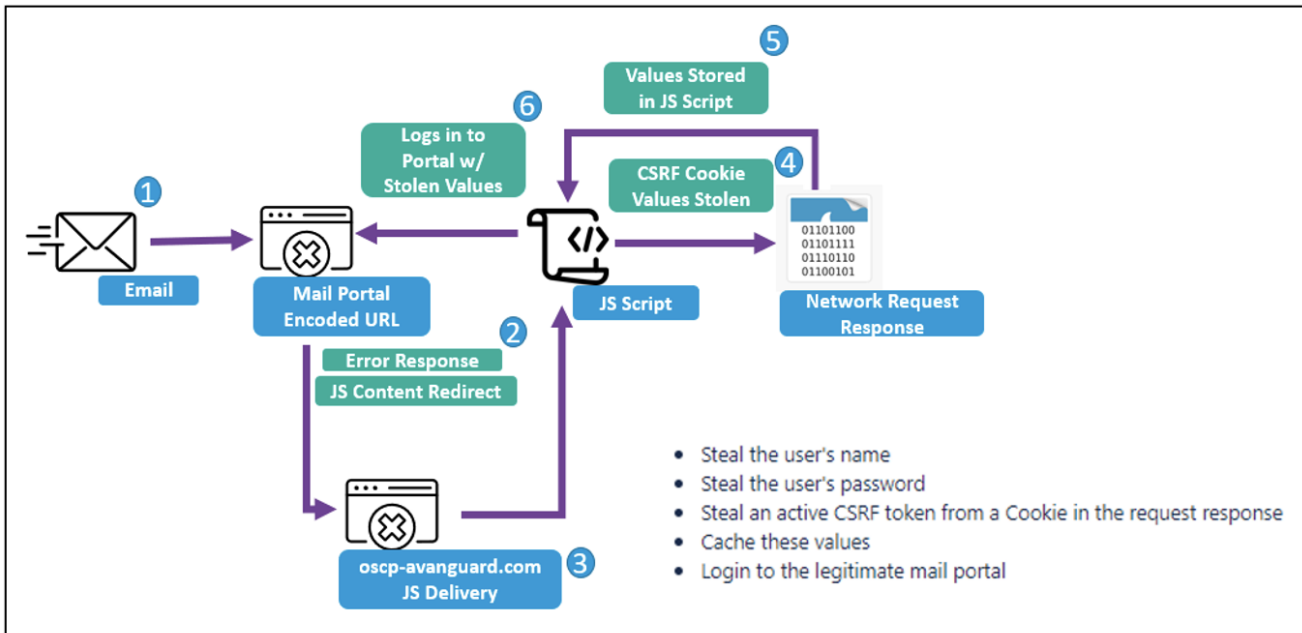 1
Email
Mail Portal
Encoded URL
2
Error Response
JS Content Redirect
oscp-avanguard.com
JS Delivery
3
JS Script
4
CSRF Cookie
Values Stolen
01101100
01101111
01110110
01100101
Network Request
Response
5
Values Stored
in JS Script
6
Logs in to
Portal w/
Stolen Values
</>
• Steal the user's name
• Steal the user's password
• Steal an active CSRF token from a Cookie in the request response
• Cache these values
• Login to the legitimate mail portal